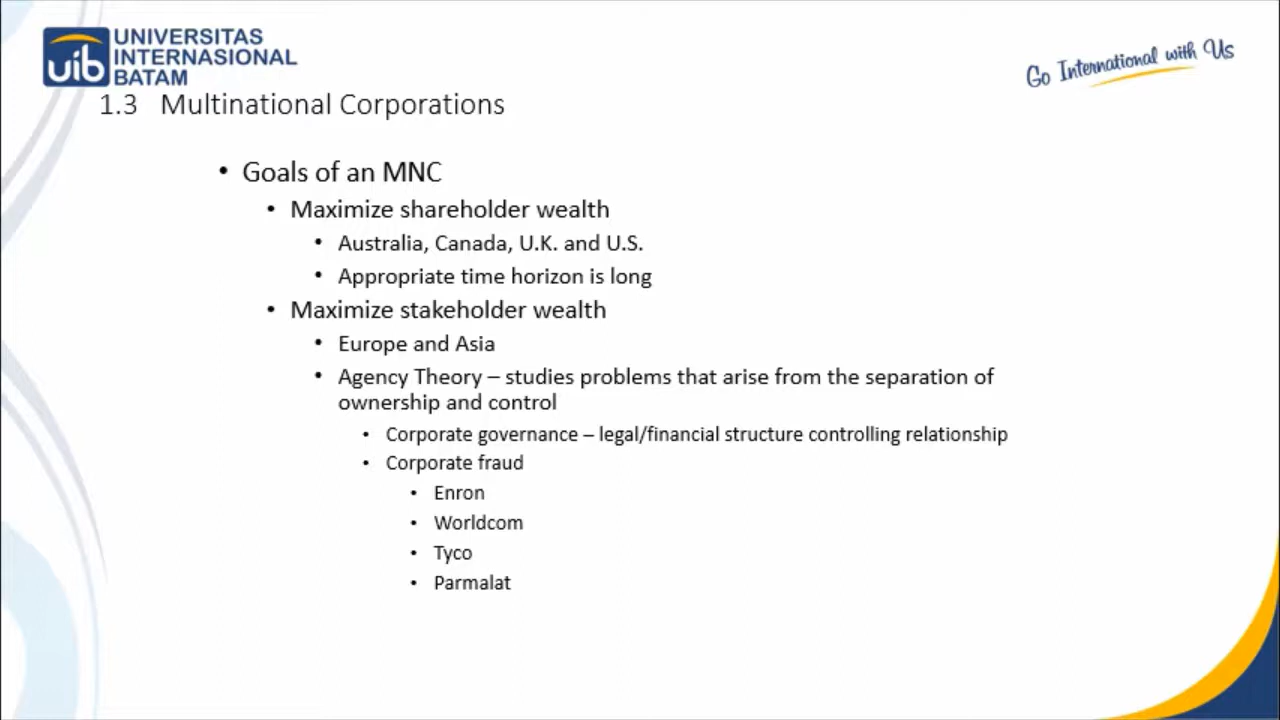 UNIVERSITAS
INTERNASIONAL
BATAM
uib
Go International with Us
1.3 Multinational Corporations
• Goals of an MNC
• Maximize shareholder wealth
• Australia, Canada, U.K. and U.S.
• Appropriate time horizon is long
• Maximize stakeholder wealth
• Europe and Asia
• Agency Theory – studies problems that arise from the separation of
ownership and control
• Corporate governance – legal/financial structure controlling relationship
• Corporate fraud
• Enron
• Worldcom
• Tyco
• Parmalat